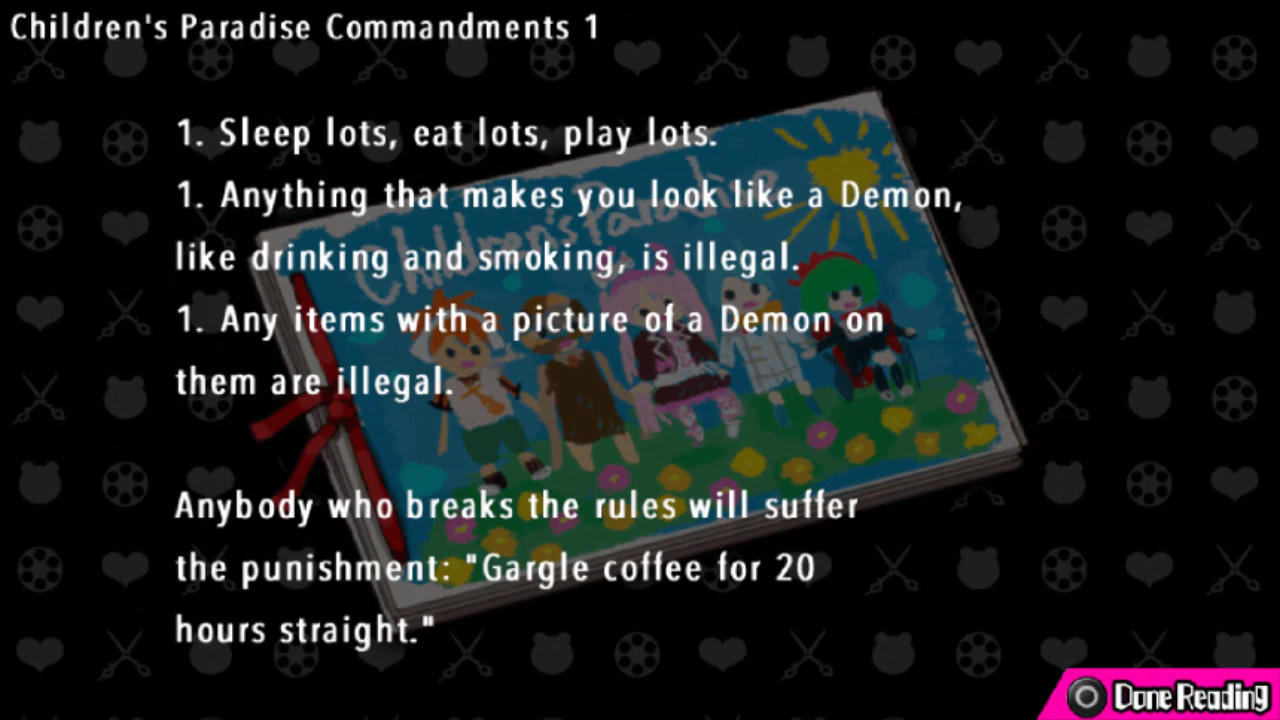 Children's Paradise Commandments 1
1. Sleep lots, eat lots, play lots.
1. Anything that makes you look like a Demon,
like drinking and smoking, is illegal.
1. Any items with a picture of a Demon on
them are illegal.
Anybody who breaks the rules will suffer
the punishment: "Gargle coffee for 20
hours straight."
Children's Paradise
Done Reading